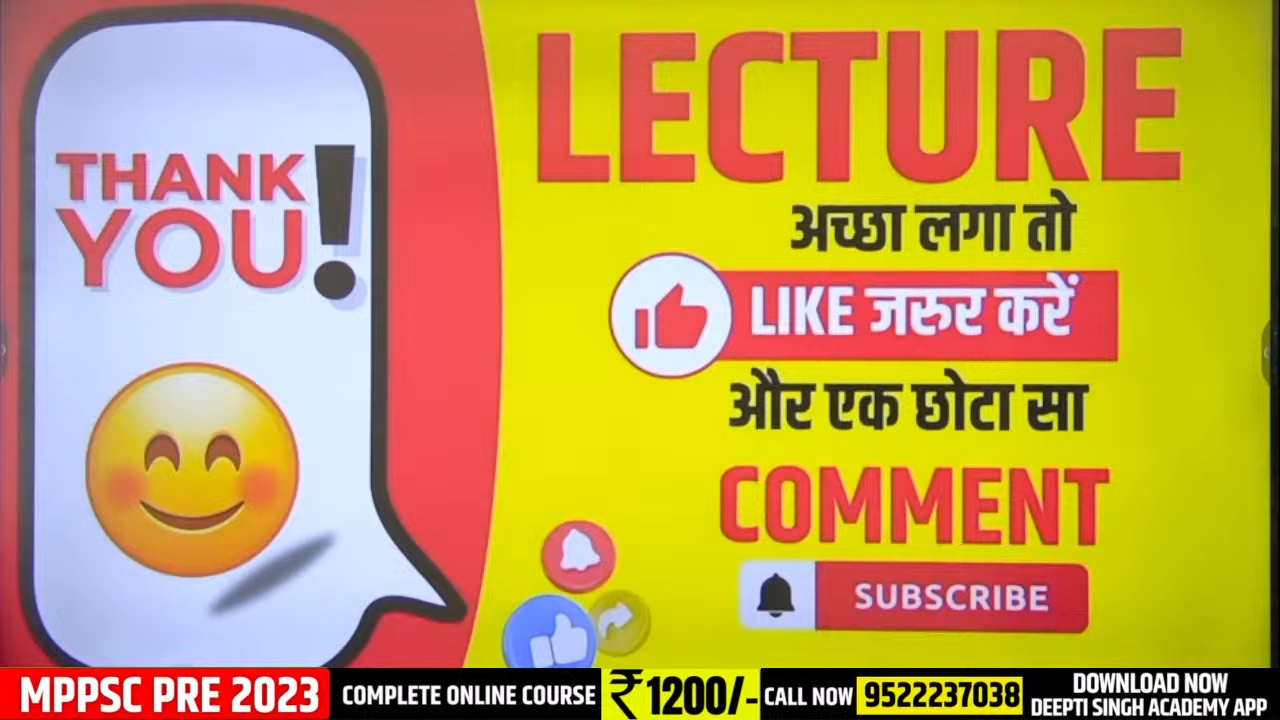 THANK
YOU!
LECTURE
अच्छा लगा तो
LIKE जरुर करें
और एक छोटा सा
COMMENT
SUBSCRIBE
MPPSC PRE 2023
COMPLETE ONLINE COURSE
₹1200/-
CALL NOW
9522237038
DOWNLOAD NOW
DEEPTI SINGH ACADEMY APP